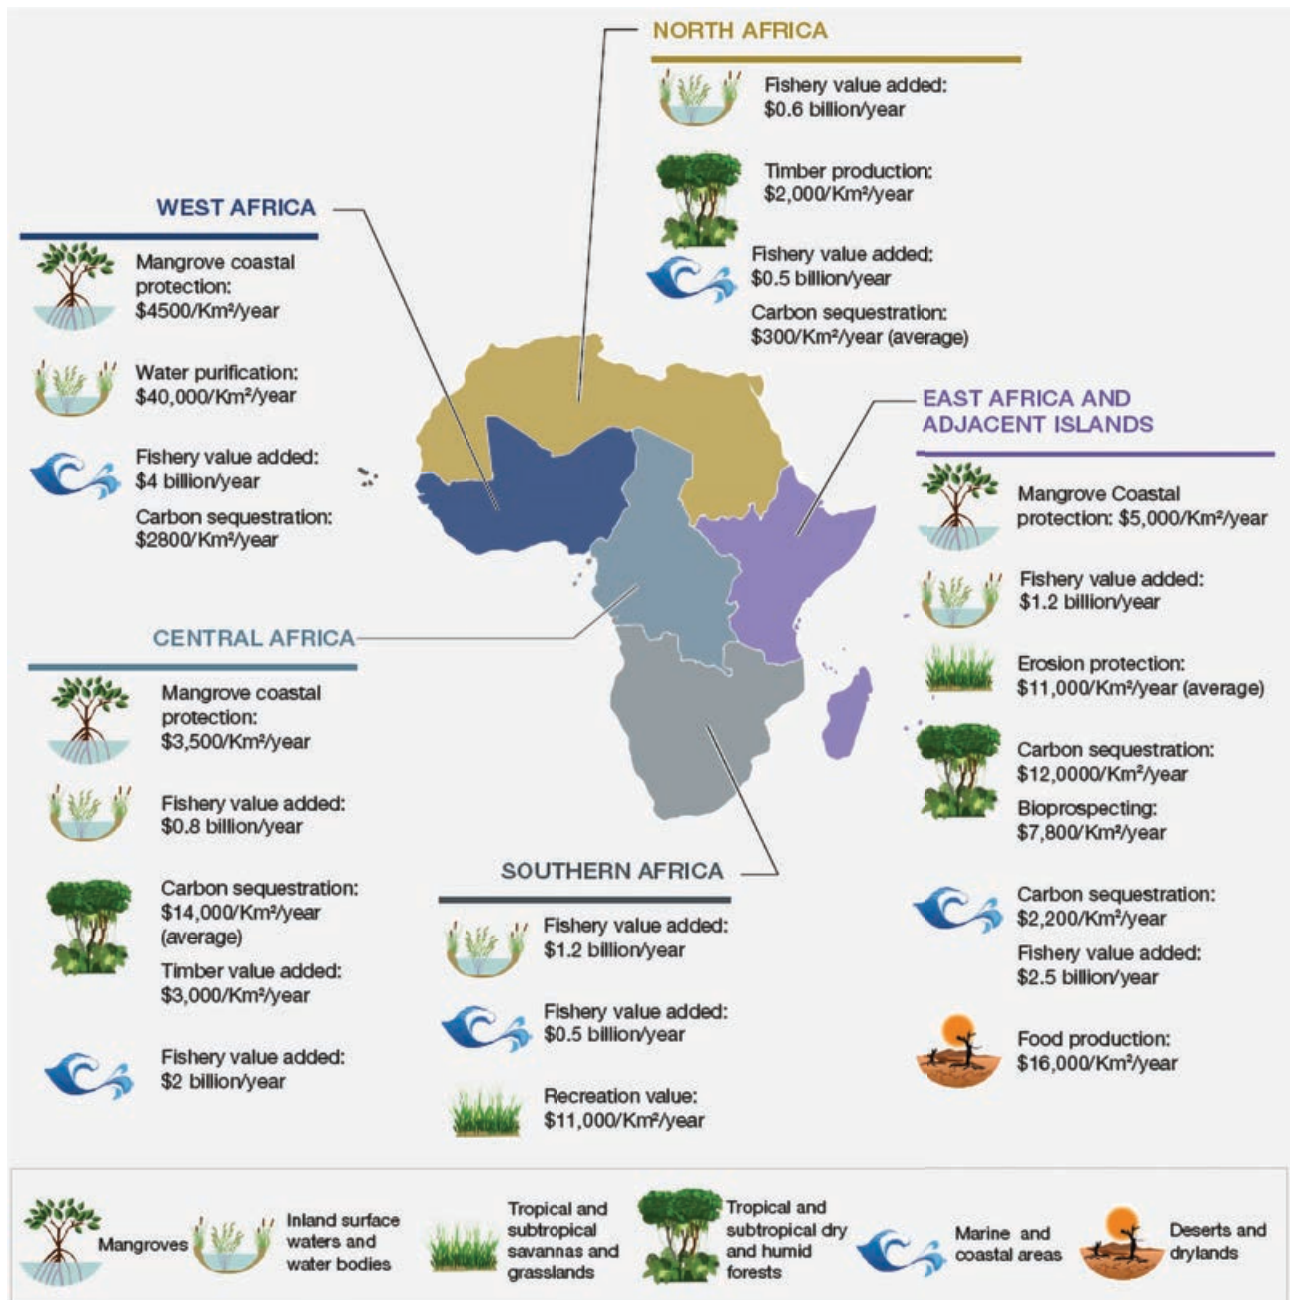 NORTH AFRICA
Fishery value added:
$0.6 billion/year
Timber production:
$2,000/Km²/year
Fishery value added:
$0.5 billion/year
Carbon sequestration:
$300/Km²/year (average)
WEST AFRICA
Mangrove coastal
protection:
$4500/Km²/year
Water purification:
$40,000/Km²/year
Fishery value added:
$4 billion/year
Carbon sequestration:
$2800/Km²/year
EAST AFRICA AND
ADJACENT ISLANDS
Mangrove Coastal
protection: $5,000/Km²/year
Fishery value added:
$1.2 billion/year
Erosion protection:
$11,000/Km²/year (average)
Carbon sequestration:
$12,0000/Km²/year
Bioprospecting:
$7,800/Km²/year
Carbon sequestration:
$2,200/Km²/year
Fishery value added:
$2.5 billion/year
Food production:
$16,000/Km²/year
CENTRAL AFRICA
Mangrove coastal
protection:
$3,500/Km²/year
Fishery value added:
$0.8 billion/year
Carbon sequestration:
$14,000/Km²/year
(average)
Timber value added:
$3,000/Km²/year
Fishery value added:
$2 billion/year
SOUTHERN AFRICA
Fishery value added:
$1.2 billion/year
Fishery value added:
$0.5 billion/year
Recreation value:
$11,000/Km²/year
Mangroves
Inland surface
waters and
water bodies
Tropical and
subtropical
savannas and
grasslands
Tropical and
subtropical dry
and humid
forests
Marine and
coastal areas
Deserts and
drylands